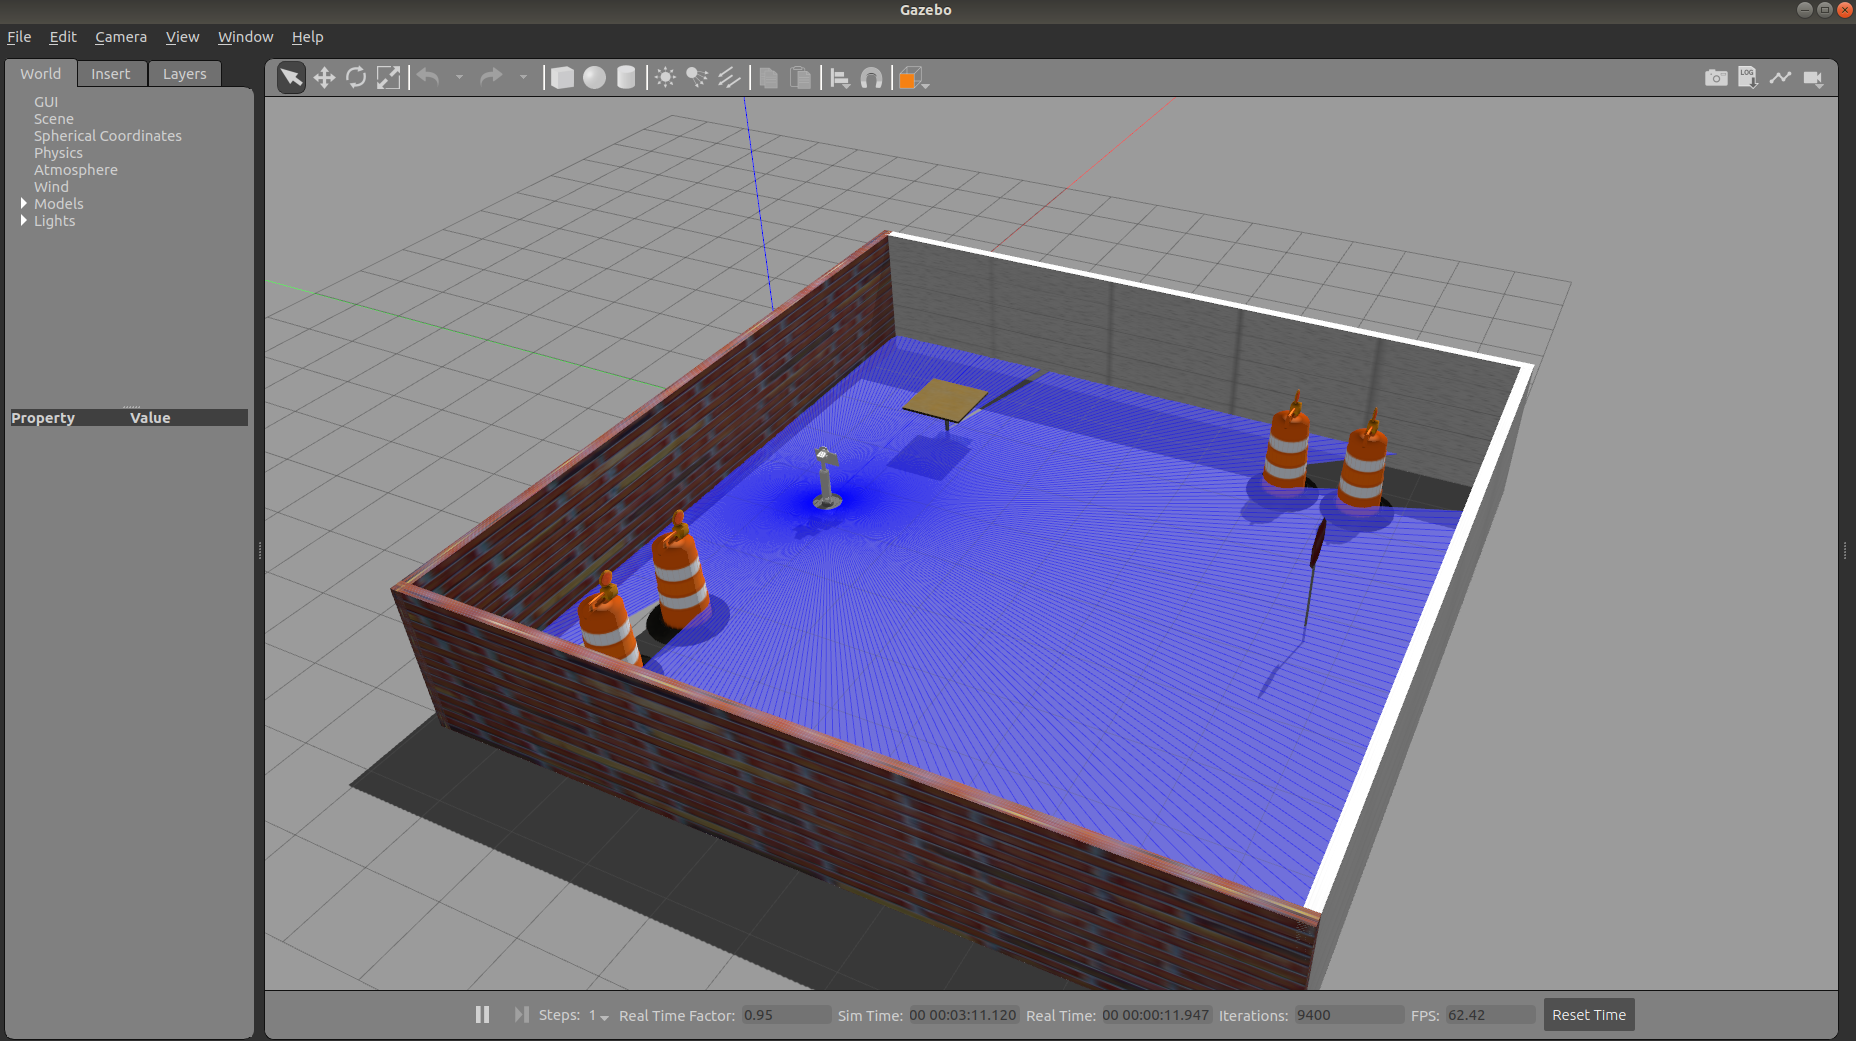 Gazebo
File Edit Camera View Window Help
World Insert Layers
LOG
GUI
Scene
Spherical Coordinates
Physics
Atmosphere
Wind
Models
Lights
Property Value
Steps: 1 Real Time Factor: 0.95 Sim Time: 00 00:03:11.120 Real Time: 00 00:00:11.947 Iterations: 9400 FPS: 62.42 Reset Time